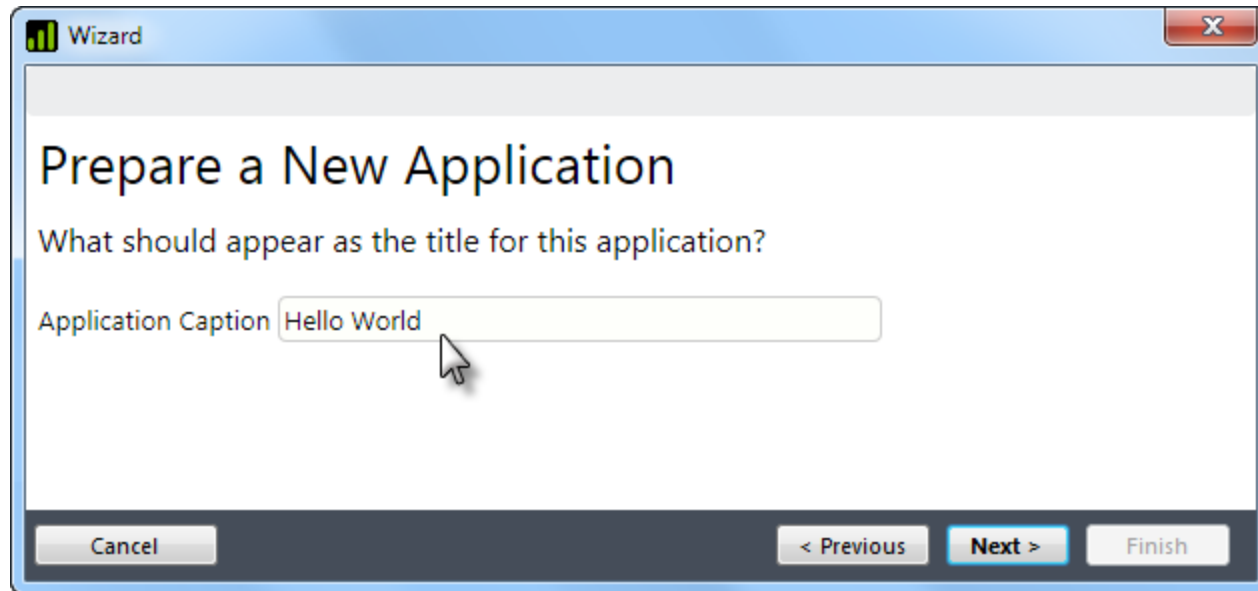 Wizard
Prepare a New Application
What should appear as the title for this application?
Application Caption Hello World
Cancel < Previous Next > Finish